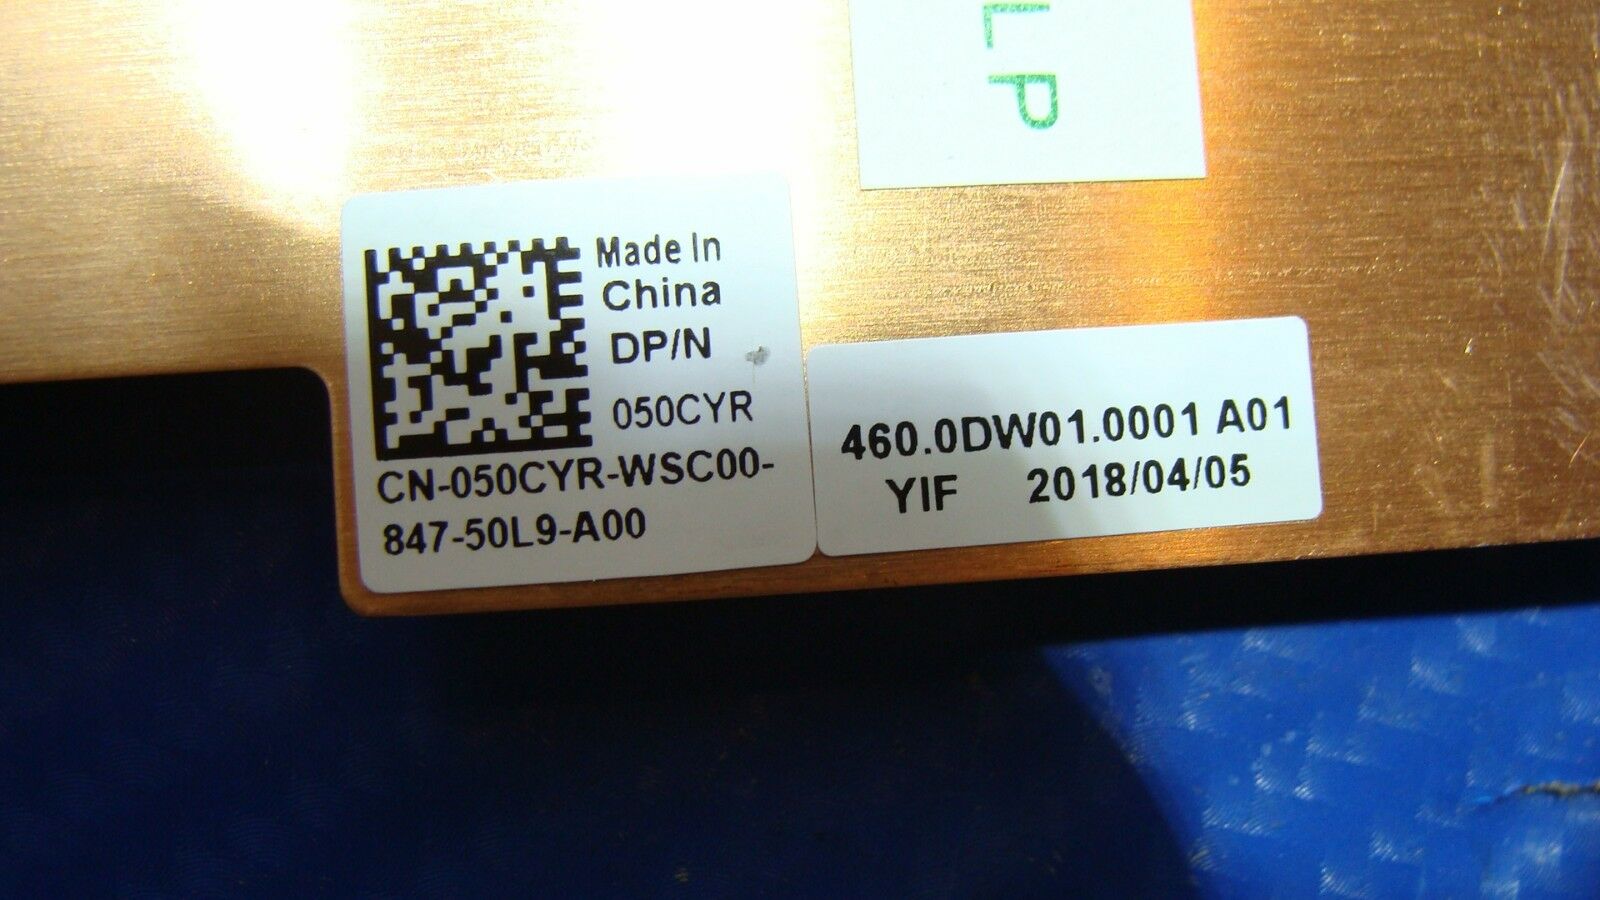 LP
Made In
China
DP/N
050CYR
CN-050CYR-WSC00-
847-50L9-A00
460.0DW01.0001 A01
YIF 2018/04/05